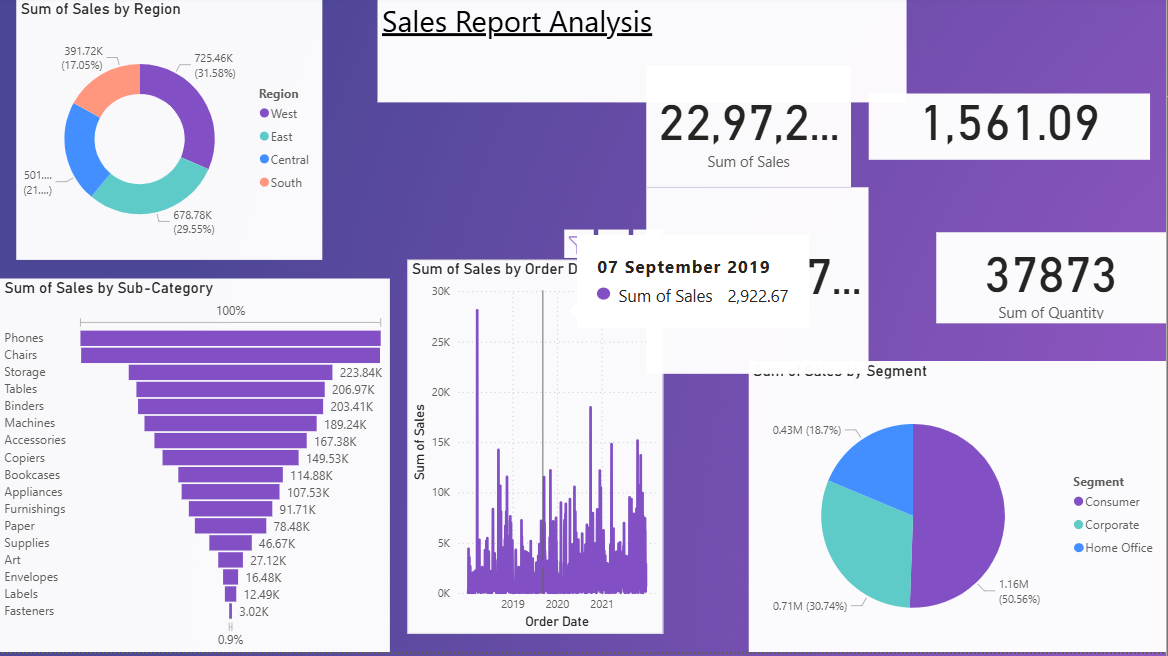 Sum of Sales by Region
391.72K
(17.05%)
725.46K
(31.58%)
501....
(21....)
678.78K
(29.55%)
Region
West
East
Central
South
Sales Report Analysis
22,97,2...
Sum of Sales
1,561.09
7...
37873
Sum of Quantity
Sum of Sales by Sub-Category
100%
Phones
Chairs
Storage 223.84K
Tables 206.97K
Binders 203.41K
Machines 189.24K
Accessories 167.38K
Copiers 149.53K
Bookcases 114.88K
Appliances 107.53K
Furnishings 91.71K
Paper 78.48K
Supplies 46.67K
Art 27.12K
Envelopes 16.48K
Labels 12.49K
Fasteners 3.02K
0.9%
Sum of Sales by Order D
07 September 2019
Sum of Sales 2,922.67
30K
25K
20K
15K
10K
5K
0K
Sum of Sales
2019 2020 2021
Order Date
Sum of Sales by Segment
0.43M (18.7%)
0.71M (30.74%)
1.16M
(50.56%)
Segment
Consumer
Corporate
Home Office